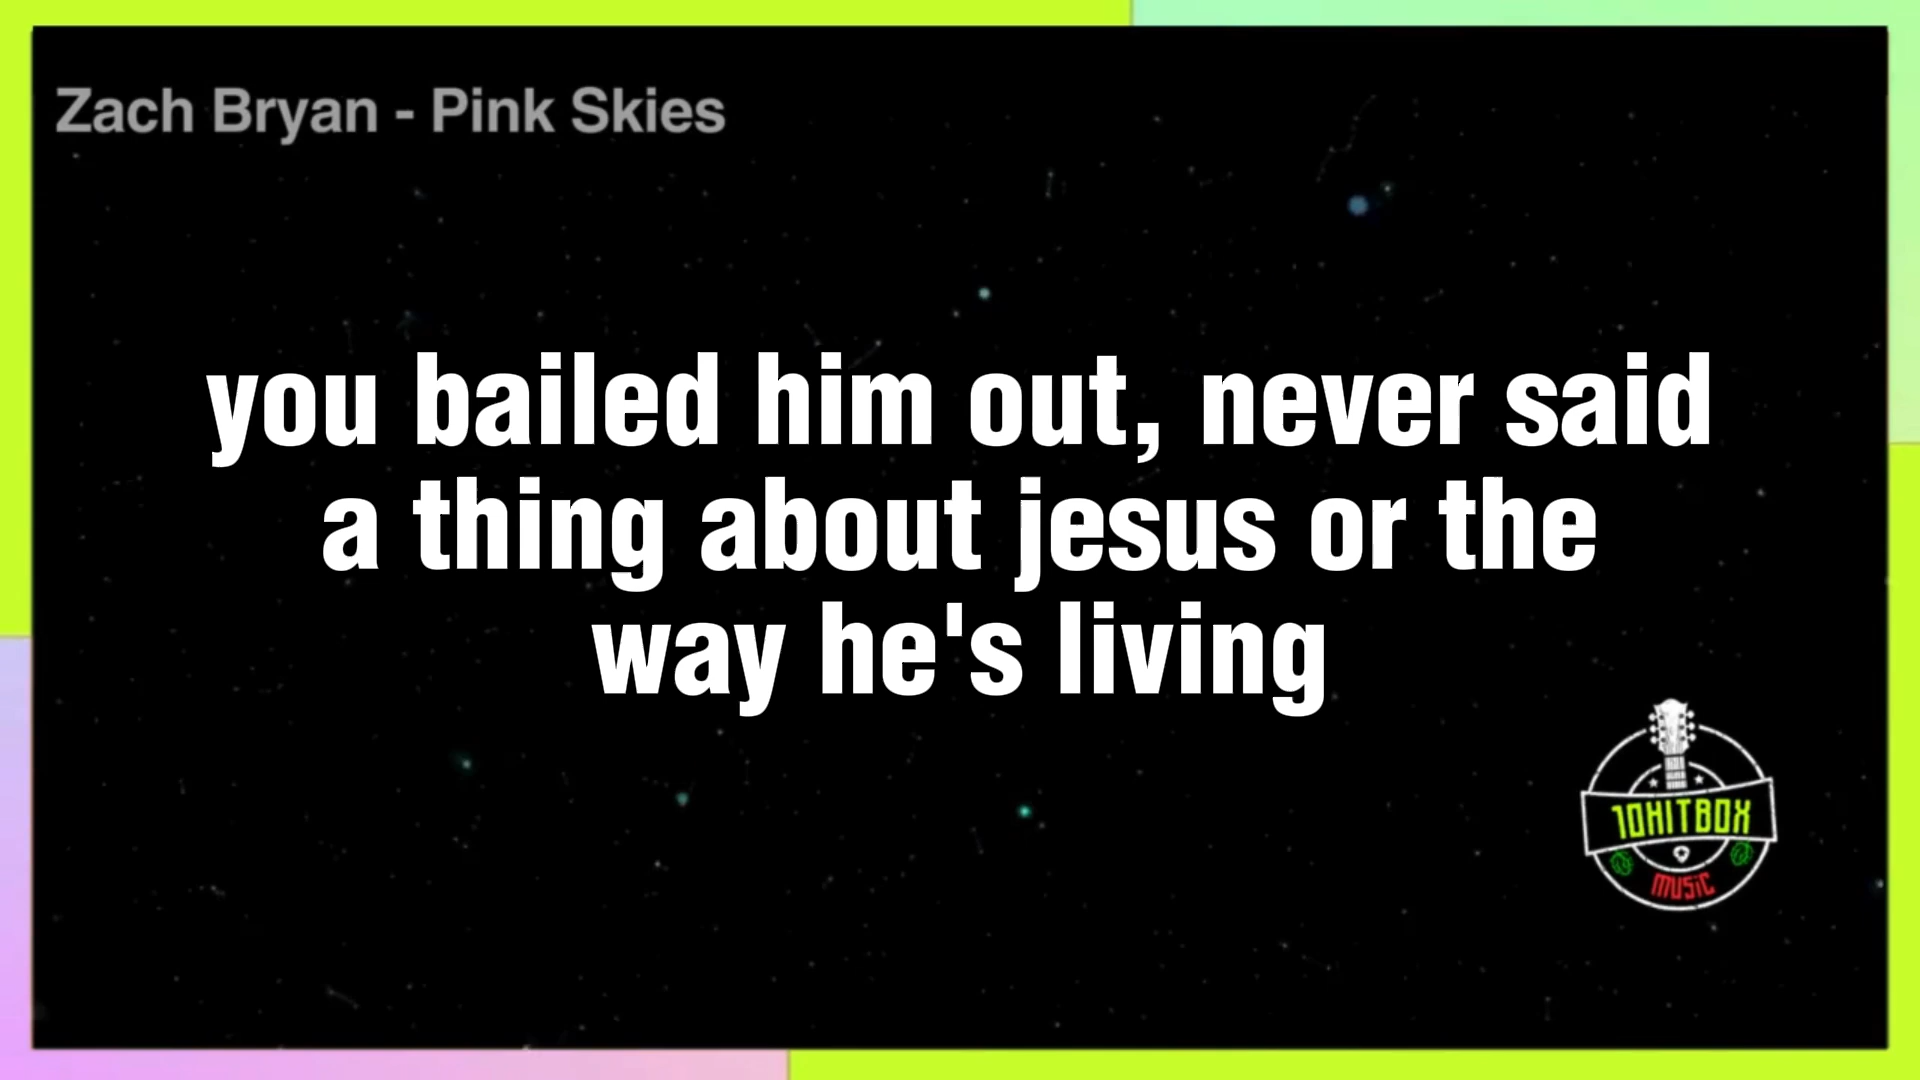 Zach Bryan - Pink Skies
you bailed him out, never said
a thing about jesus or the
way he's living
10HITBOX
MUSIC